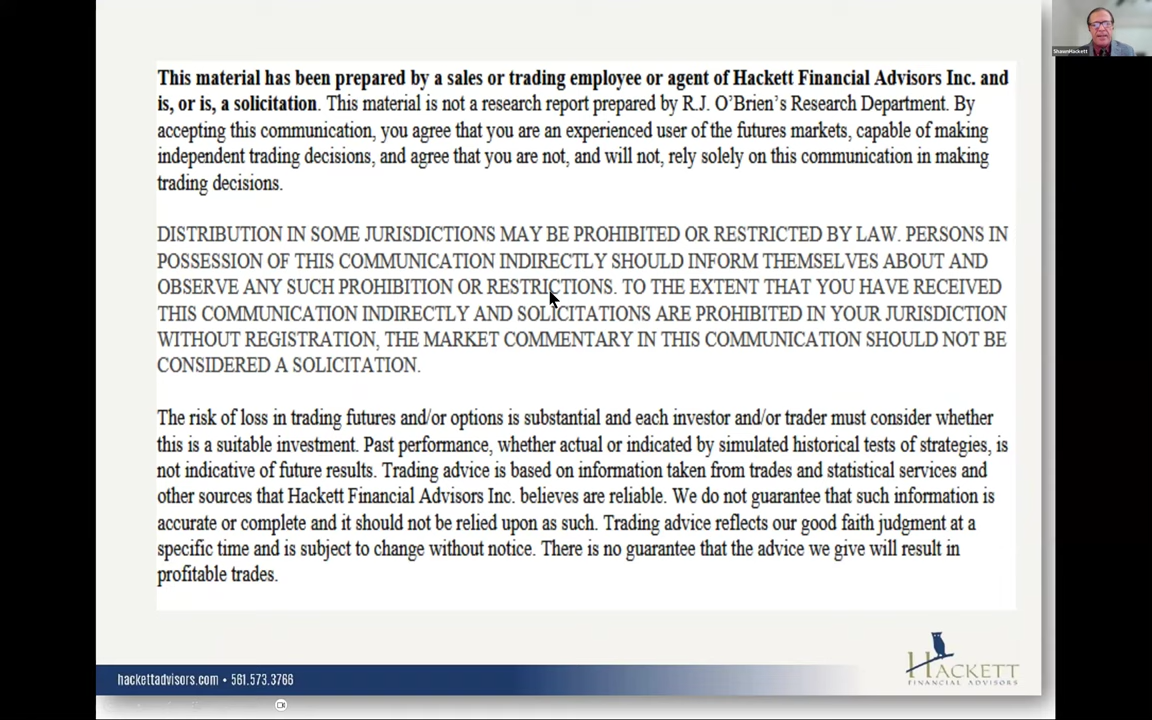 ShawnHackett
This material has been prepared by a sales or trading employee or agent of Hackett Financial Advisors Inc. and
is, or is, a solicitation. This material is not a research report prepared by R.J. O'Brien's Research Department. By
accepting this communication, you agree that you are an experienced user of the futures markets, capable of making
independent trading decisions, and agree that you are not, and will not, rely solely on this communication in making
trading decisions.
DISTRIBUTION IN SOME JURISDICTIONS MAY BE PROHIBITED OR RESTRICTED BY LAW. PERSONS IN
POSSESSION OF THIS COMMUNICATION INDIRECTLY SHOULD INFORM THEMSELVES ABOUT AND
OBSERVE ANY SUCH PROHIBITION OR RESTRICTIONS. TO THE EXTENT THAT YOU HAVE RECEIVED
THIS COMMUNICATION INDIRECTLY AND SOLICITATIONS ARE PROHIBITED IN YOUR JURISDICTION
WITHOUT REGISTRATION, THE MARKET COMMENTARY IN THIS COMMUNICATION SHOULD NOT BE
CONSIDERED A SOLICITATION.
The risk of loss in trading futures and/or options is substantial and each investor and/or trader must consider whether
this is a suitable investment. Past performance, whether actual or indicated by simulated historical tests of strategies, is
not indicative of future results. Trading advice is based on information taken from trades and statistical services and
other sources that Hackett Financial Advisors Inc. believes are reliable. We do not guarantee that such information is
accurate or complete and it should not be relied upon as such. Trading advice reflects our good faith judgment at a
specific time and is subject to change without notice. There is no guarantee that the advice we give will result in
profitable trades.
HACKETT
FINANCIAL ADVISORS
hackettadvisors.com • 561.573.3766